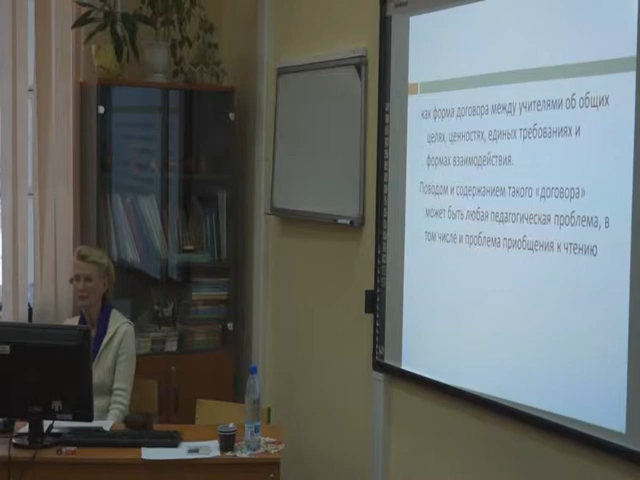 как форма договора между учителями об общих
целях, ценностях, единых требованиях и
формах взаимодействия.
Поводом и содержанием такого «договора»
может быть любая педагогическая проблема, в
том числе и проблема приобщения к чтению